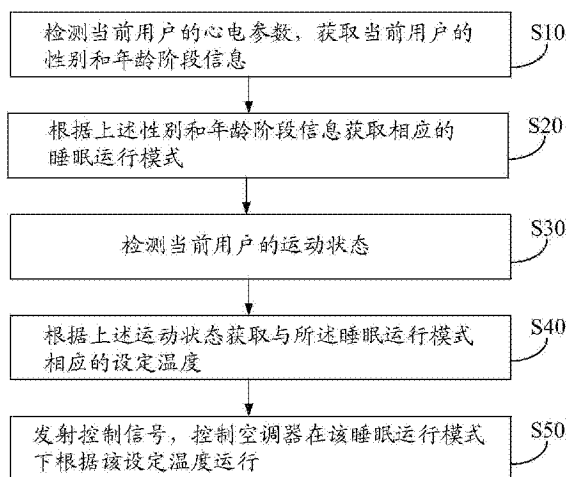 检测当前用户的心电参数，获取当前用户的
性别和年龄阶段信息
S10
根据上述性别和年龄阶段信息获取相应的
睡眠运行模式
S20
检测当前用户的运动状态
S30
根据上述运动状态获取与所述睡眠运行模式
相应的设定温度
S40
发射控制信号，控制空调器在该睡眠运行模式
下根据该设定温度运行
S50